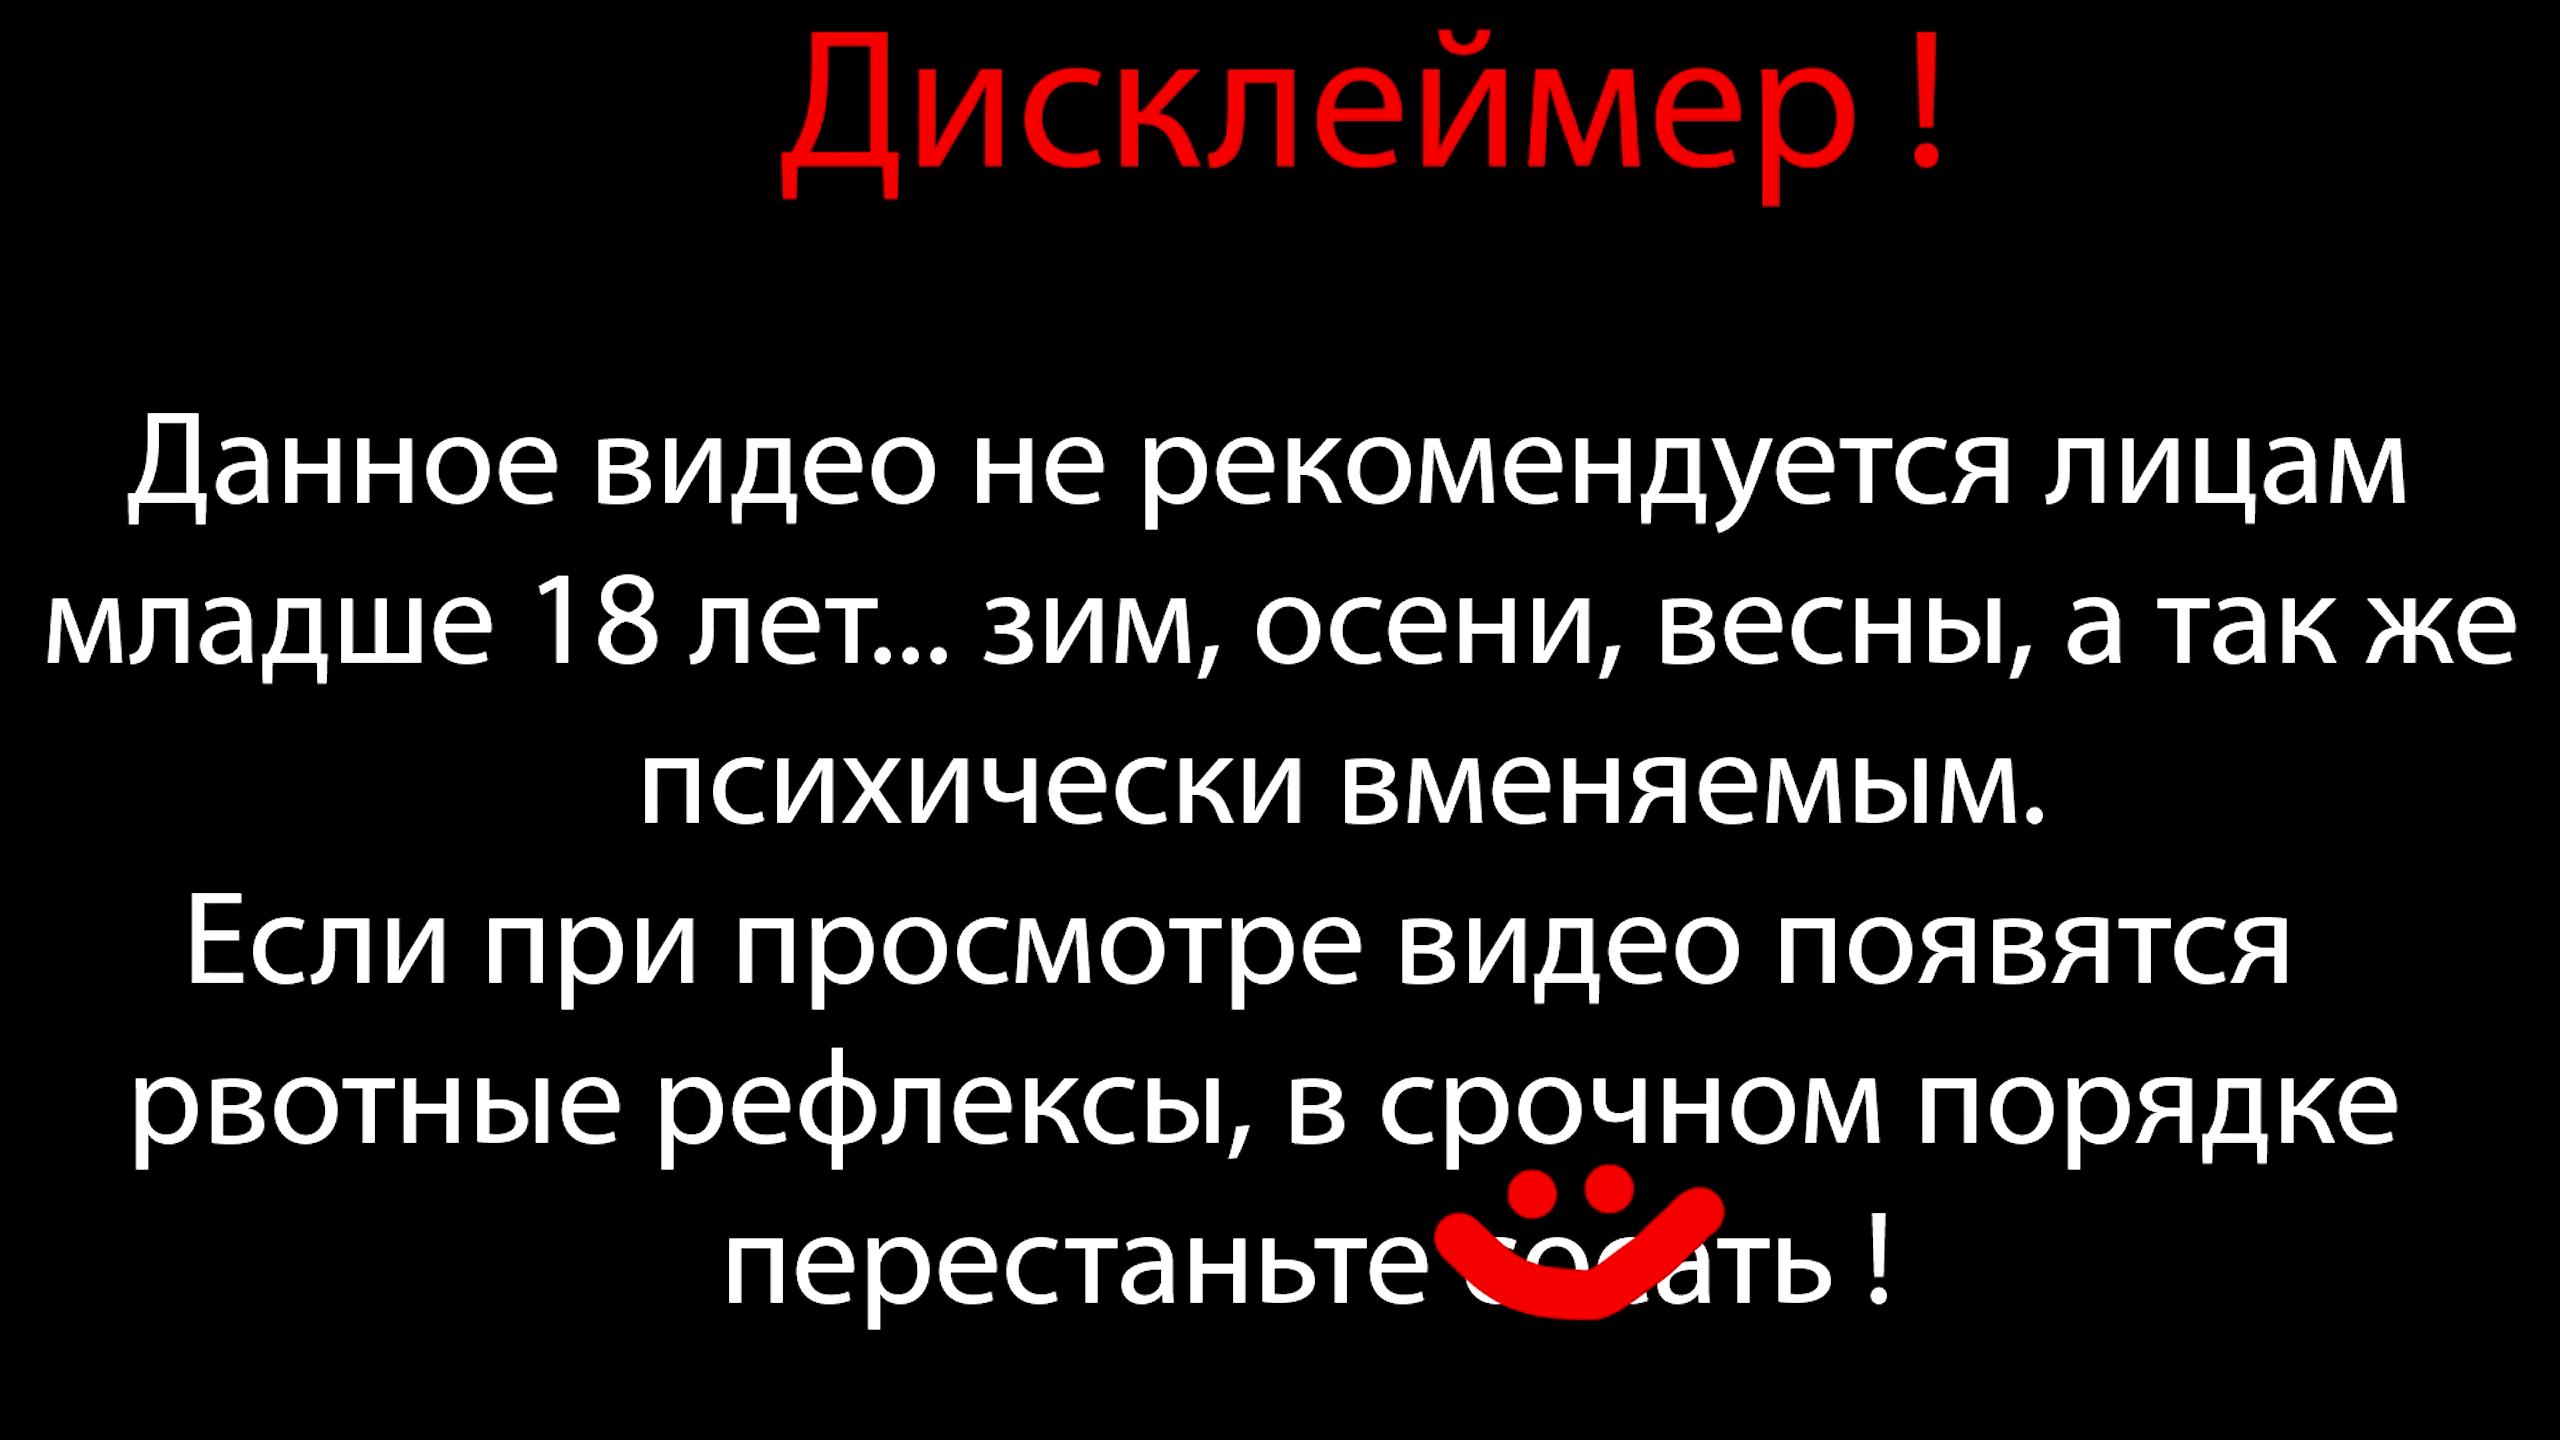 Дисклеймер !
Данное видео не рекомендуется лицам
младше 18 лет... зим, осени, весны, а так же
психически вменяемым.
Если при просмотре видео появятся
рвотные рефлексы, в срочном порядке
перестаньте сосать !